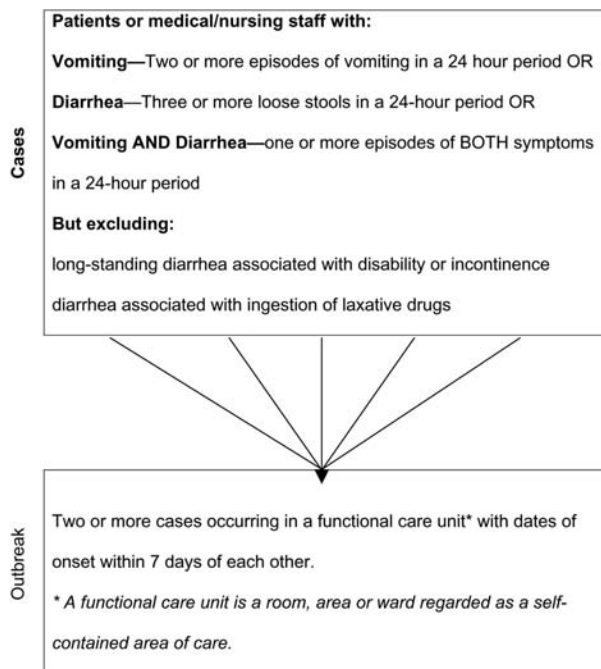 Cases
Patients or medical/nursing staff with:
Vomiting—Two or more episodes of vomiting in a 24 hour period OR
Diarrhea—Three or more loose stools in a 24-hour period OR
Vomiting AND Diarrhea—one or more episodes of BOTH symptoms
in a 24-hour period
But excluding:
long-standing diarrhea associated with disability or incontinence
diarrhea associated with ingestion of laxative drugs
Outbreak
Two or more cases occurring in a functional care unit* with dates of
onset within 7 days of each other.
* A functional care unit is a room, area or ward regarded as a self-
contained area of care.